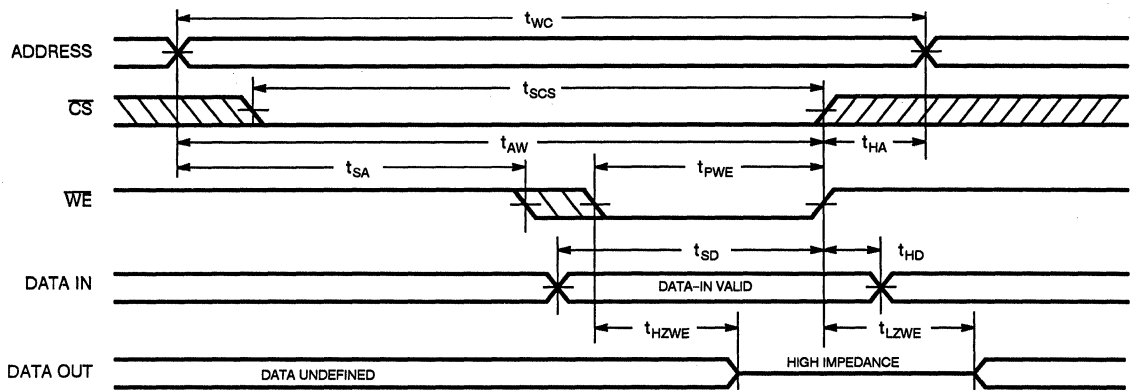 tWC
ADDRESS
CS
tSCS
tAW
tHA
tSA
tPWE
WE
tSD
tHD
DATA IN
DATA-IN VALID
tHZWE
tLZWE
HIGH IMPEDANCE
DATA OUT
DATA UNDEFINED